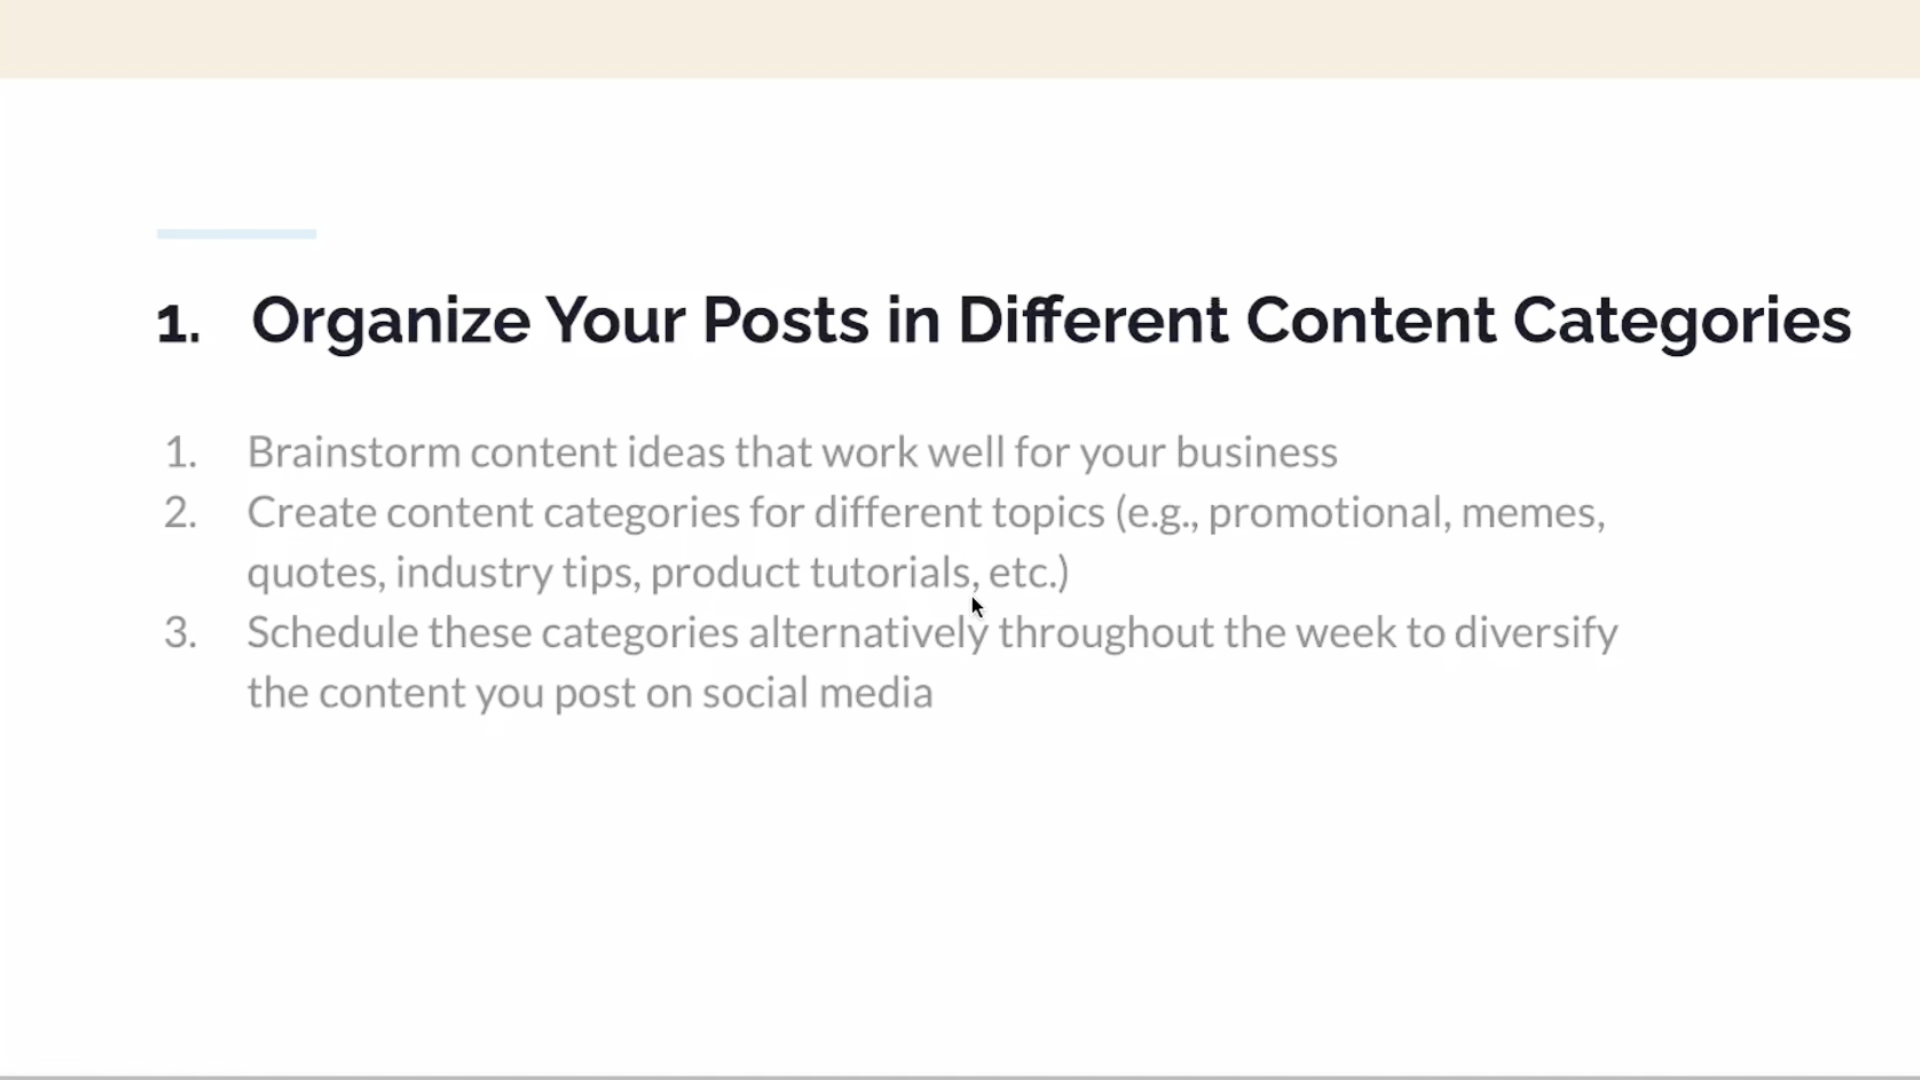 1. Organize Your Posts in Different Content Categories
1. Brainstorm content ideas that work well for your business
2. Create content categories for different topics (e.g., promotional, memes,
quotes, industry tips, product tutorials, etc.)
3. Schedule these categories alternatively throughout the week to diversify
the content you post on social media